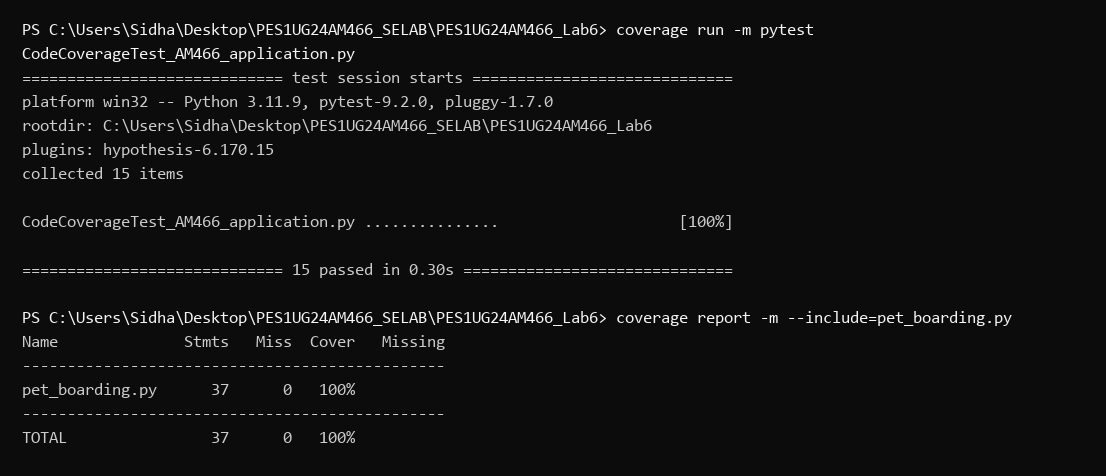 PS C:\Users\Sidha\Desktop\PES1UG24AM466_SELAB\PES1UG24AM466_Lab6> coverage run -m pytest
CodeCoverageTest_AM466_application.py
============================= test session starts =============================
platform win32 -- Python 3.11.9, pytest-9.2.0, pluggy-1.7.0
rootdir: C:\Users\Sidha\Desktop\PES1UG24AM466_SELAB\PES1UG24AM466_Lab6
plugins: hypothesis-6.170.15
collected 15 items

CodeCoverageTest_AM466_application.py ...............                    [100%]

============================= 15 passed in 0.30s ==============================

PS C:\Users\Sidha\Desktop\PES1UG24AM466_SELAB\PES1UG24AM466_Lab6> coverage report -m --include=pet_boarding.py
Name              Stmts   Miss  Cover   Missing
-----------------------------------------------
pet_boarding.py      37      0   100%
-----------------------------------------------
TOTAL                37      0   100%